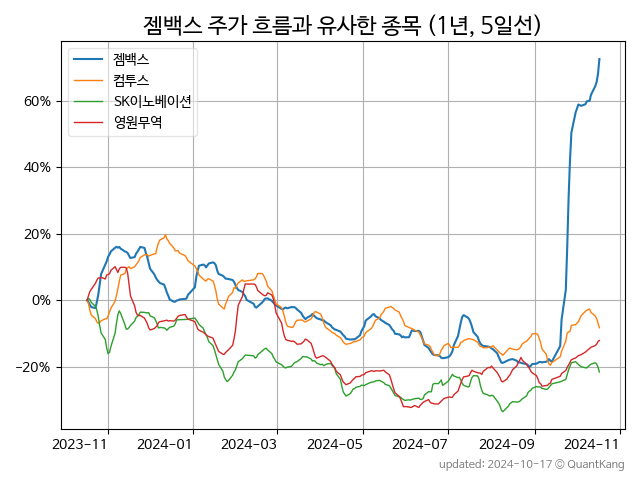 젬백스 주가 흐름과 유사한 종목 (1년, 5일선)
젬백스
컴투스
SK이노베이션
영원무역
60%
40%
20%
0%
−20%
2023-11 2024-01 2024-03 2024-05 2024-07 2024-09 2024-11
updated: 2024-10-17 © QuantKang